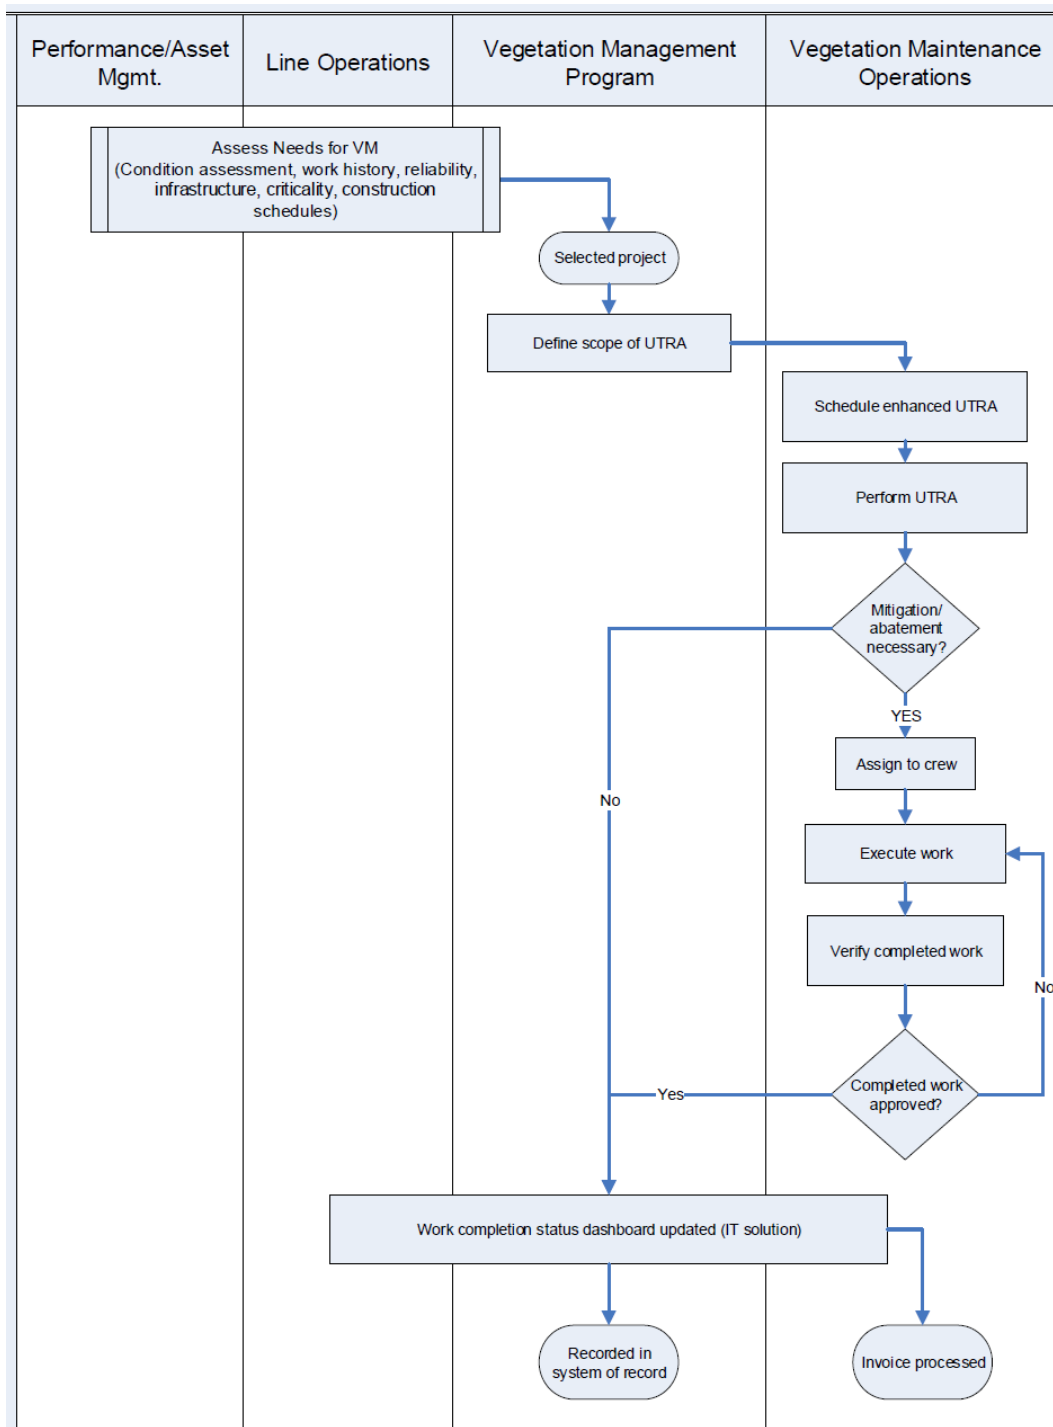 Performance/Asset
Mgmt.
Line Operations
Vegetation Management
Program
Vegetation Maintenance
Operations
Assess Needs for VM
(Condition assessment, work history, reliability,
infrastructure, criticality, construction
schedules)
Selected project
Define scope of UTRA
Schedule enhanced UTRA
Perform UTRA
Mitigation/
abatement
necessary?
YES
Assign to crew
No
Execute work
Verify completed work
No
Completed work
approved?
Yes
Work completion status dashboard updated (IT solution)
Recorded in
system of record
Invoice processed